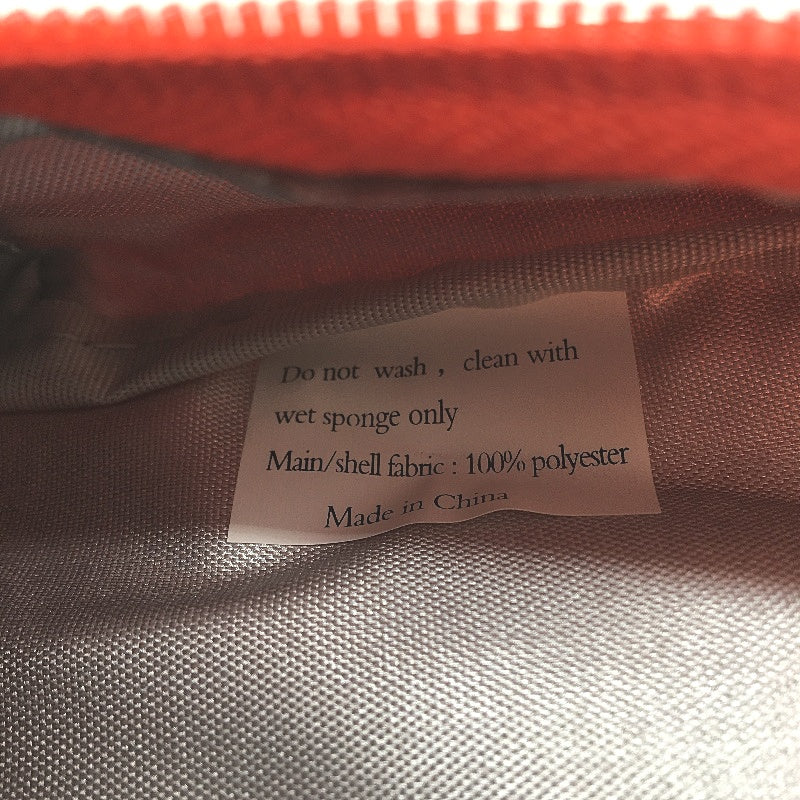 Do not wash , clean with
wet sponge only
Main/shell fabric : 100% polyester
Made in China